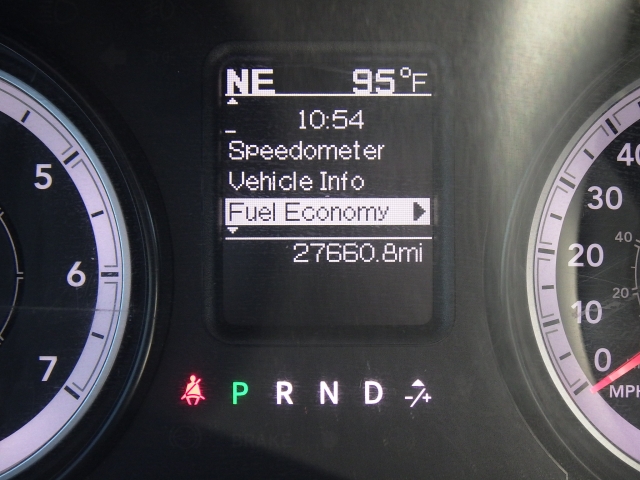 NE 95°F
10:54
Speedometer
Vehicle Info
Fuel Economy
27660.8mi
5
6
7
40
30
20
10
0
MPH
40
20
P R N D -/+